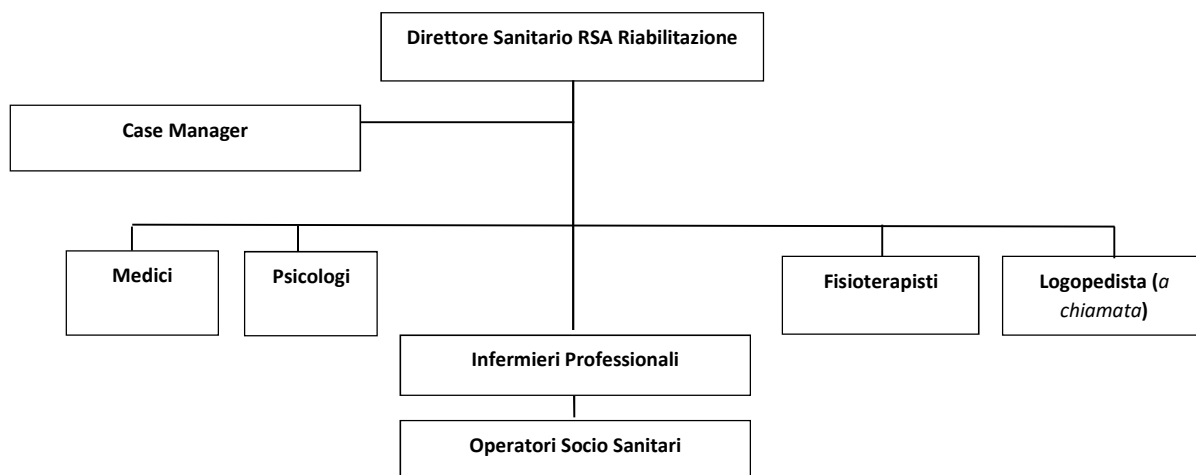 Direttore Sanitario RSA Riabilitazione
Case Manager
Medici
Psicologi
Fisioterapisti
Logopedista (a
chiamata)
Infermieri Professionali
Operatori Socio Sanitari